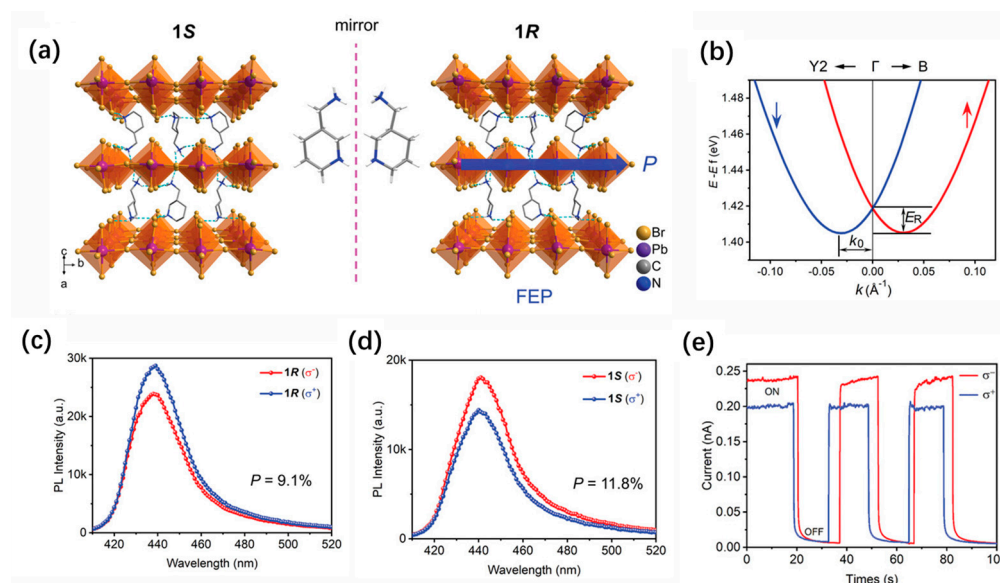 (a)
1S
mirror
1R
P
c
b
a
Br
Pb
C
N
FEP
(b)
Y2 ← Γ → B
1.48
1.46
1.44
1.42
1.40
E -E f (eV)
E_R
k_0
-0.10 -0.05 0.00 0.05 0.10
k (Å⁻¹)
(c)
30k
20k
10k
0
PL Intensity (a.u.)
1R (σ⁻)
1R (σ⁺)
P = 9.1%
420 440 460 480 500 520
Wavelength (nm)
(d)
20k
10k
0
PL Intensity (a.u.)
1S (σ⁻)
1S (σ⁺)
P = 11.8%
420 440 460 480 500 520
Wavelength (nm)
(e)
0.25
0.20
0.15
0.10
0.05
0.00
Current (nA)
σ⁻
σ⁺
ON
OFF
0 20 40 60 80 100
Times (s)